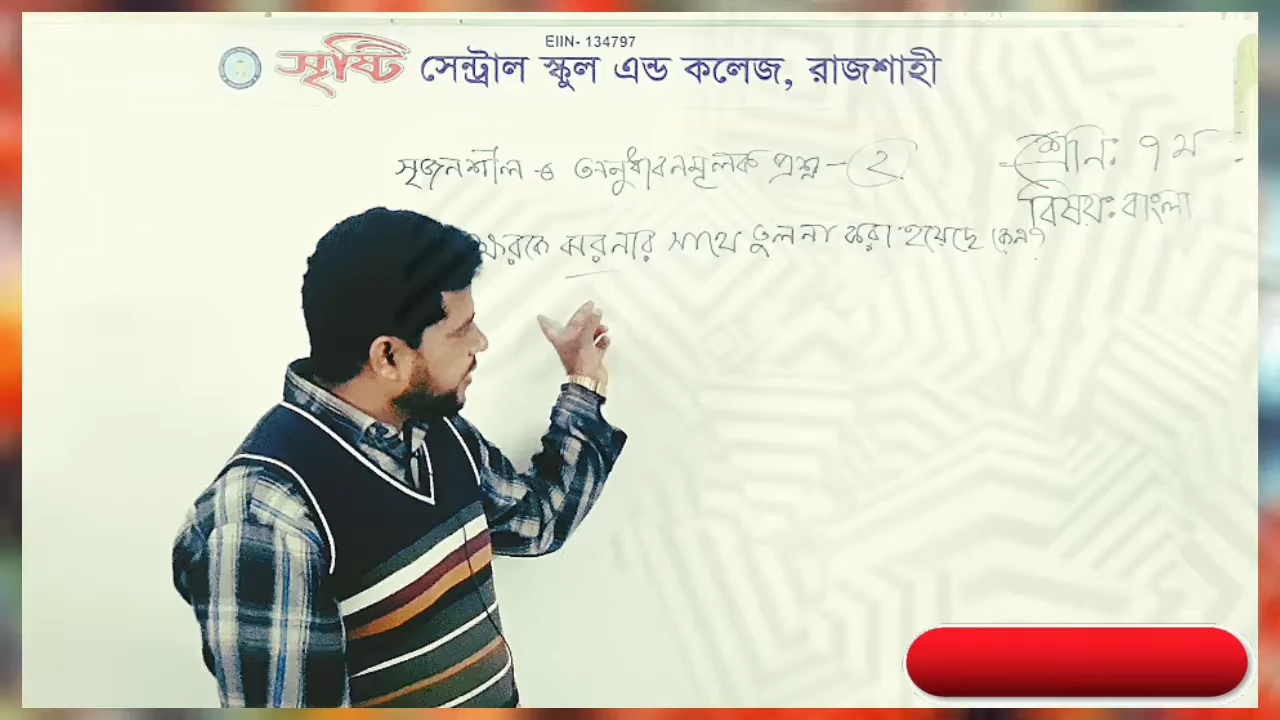 EIIN- 134797
সৃষ্টি সেন্ট্রাল স্কুল এন্ড কলেজ, রাজশাহী
সৃজনশীল ও অনুধাবনমূলক প্রশ্ন - ২
শ্রেনি: ৭ম
বিষয়: বাংলা
ঝরনার সাথে তুলনা করা হয়েছে কেন?